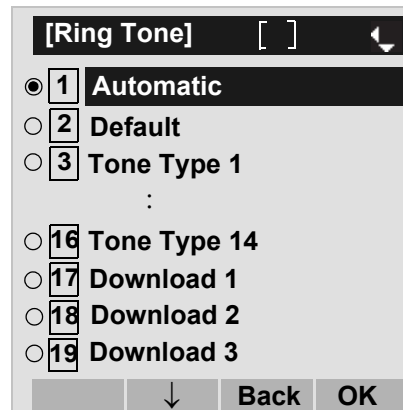 [Ring Tone] [ ]
1 Automatic
2 Default
3 Tone Type 1
:
16 Tone Type 14
17 Download 1
18 Download 2
19 Download 3
↓ Back OK